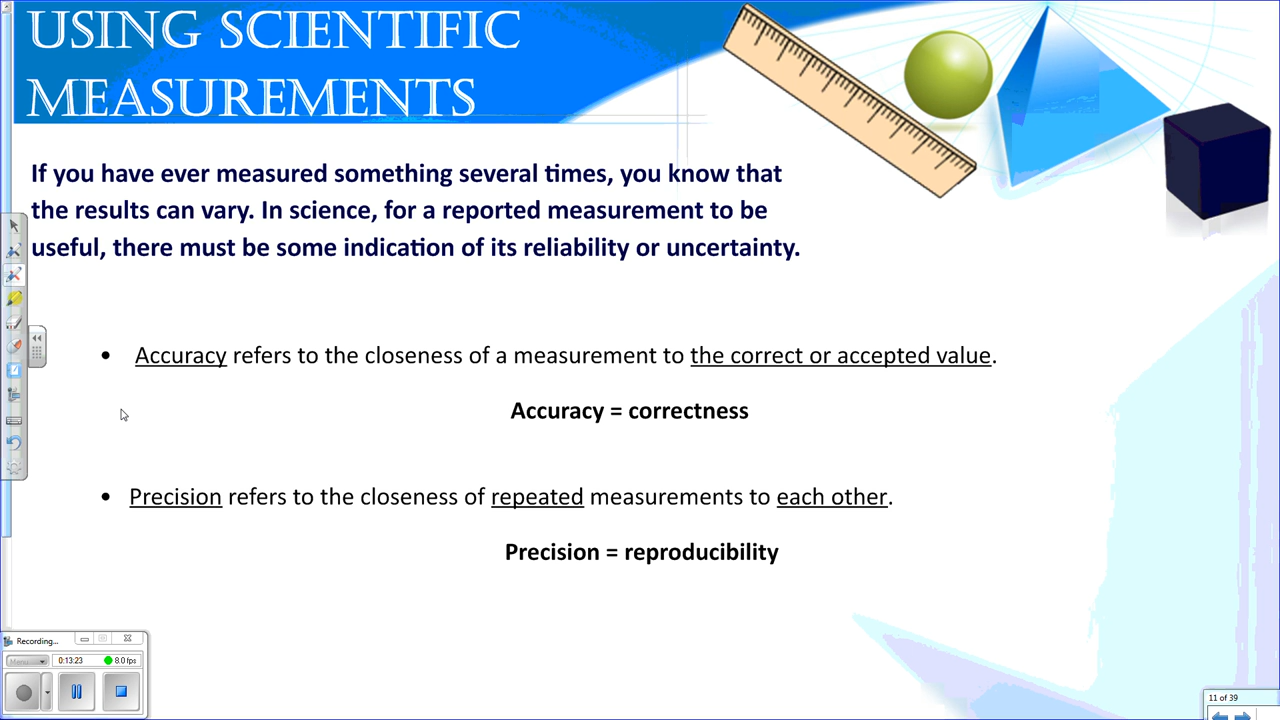 USING SCIENTIFIC
MEASUREMENTS
If you have ever measured something several times, you know that
the results can vary. In science, for a reported measurement to be
useful, there must be some indication of its reliability or uncertainty.
• Accuracy refers to the closeness of a measurement to the correct or accepted value.
Accuracy = correctness
• Precision refers to the closeness of repeated measurements to each other.
Precision = reproducibility
Recording...
Menu
0:13:23
8.0 fps
11 of 39